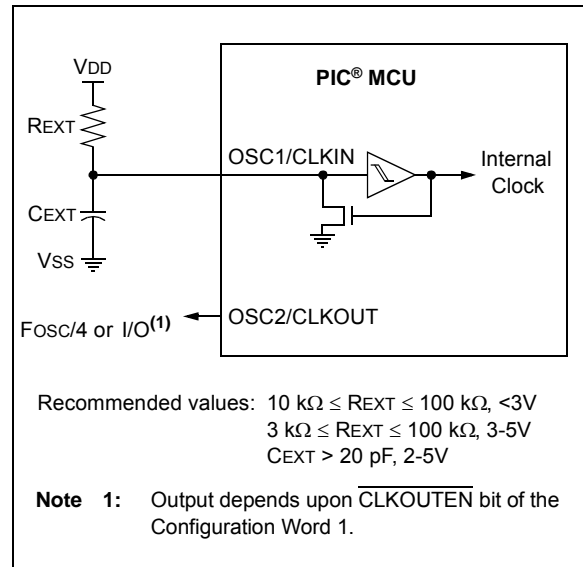 VDD
PIC® MCU
REXT
OSC1/CLKIN
Internal
Clock
CEXT
VSS
OSC2/CLKOUT
FOSC/4 or I/O(1)
Recommended values: 10 kΩ ≤ REXT ≤ 100 kΩ, <3V
3 kΩ ≤ REXT ≤ 100 kΩ, 3-5V
CEXT > 20 pF, 2-5V
Note 1: Output depends upon C̅L̅K̅O̅U̅T̅E̅N̅ bit of the
Configuration Word 1.